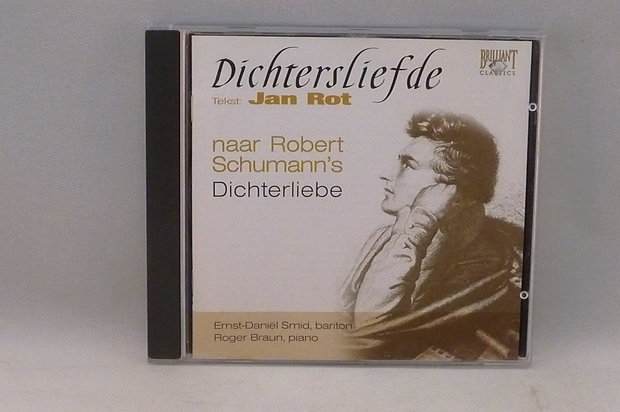 Dichtersliefde
BRILLIANT
CLASSICS
Tekst: Jan Rot
naar Robert
Schumann's
Dichterliebe
Ernst-Daniel Smid, bariton
Roger Braun, piano